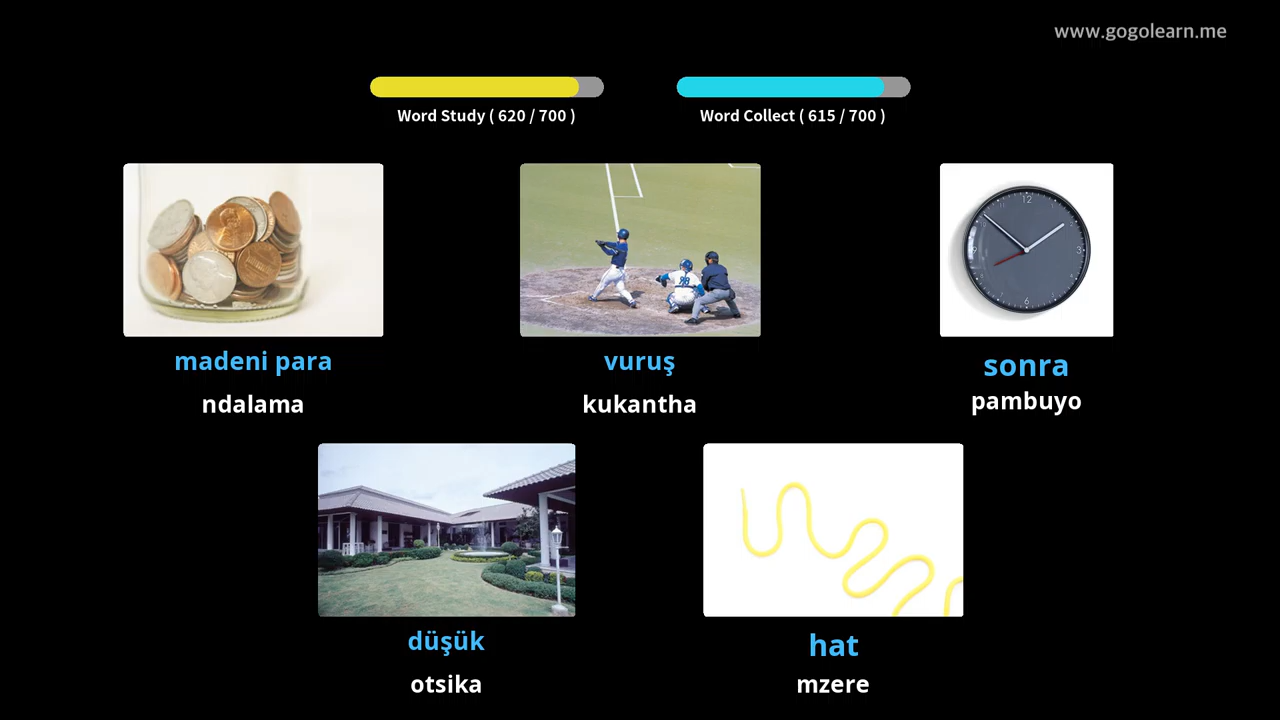 www.gogolearn.me
Word Study ( 620 / 700 )
Word Collect ( 615 / 700 )
madeni para
ndalama
vuruş
kukantha
sonra
pambuyo
düşük
otsika
hat
mzere